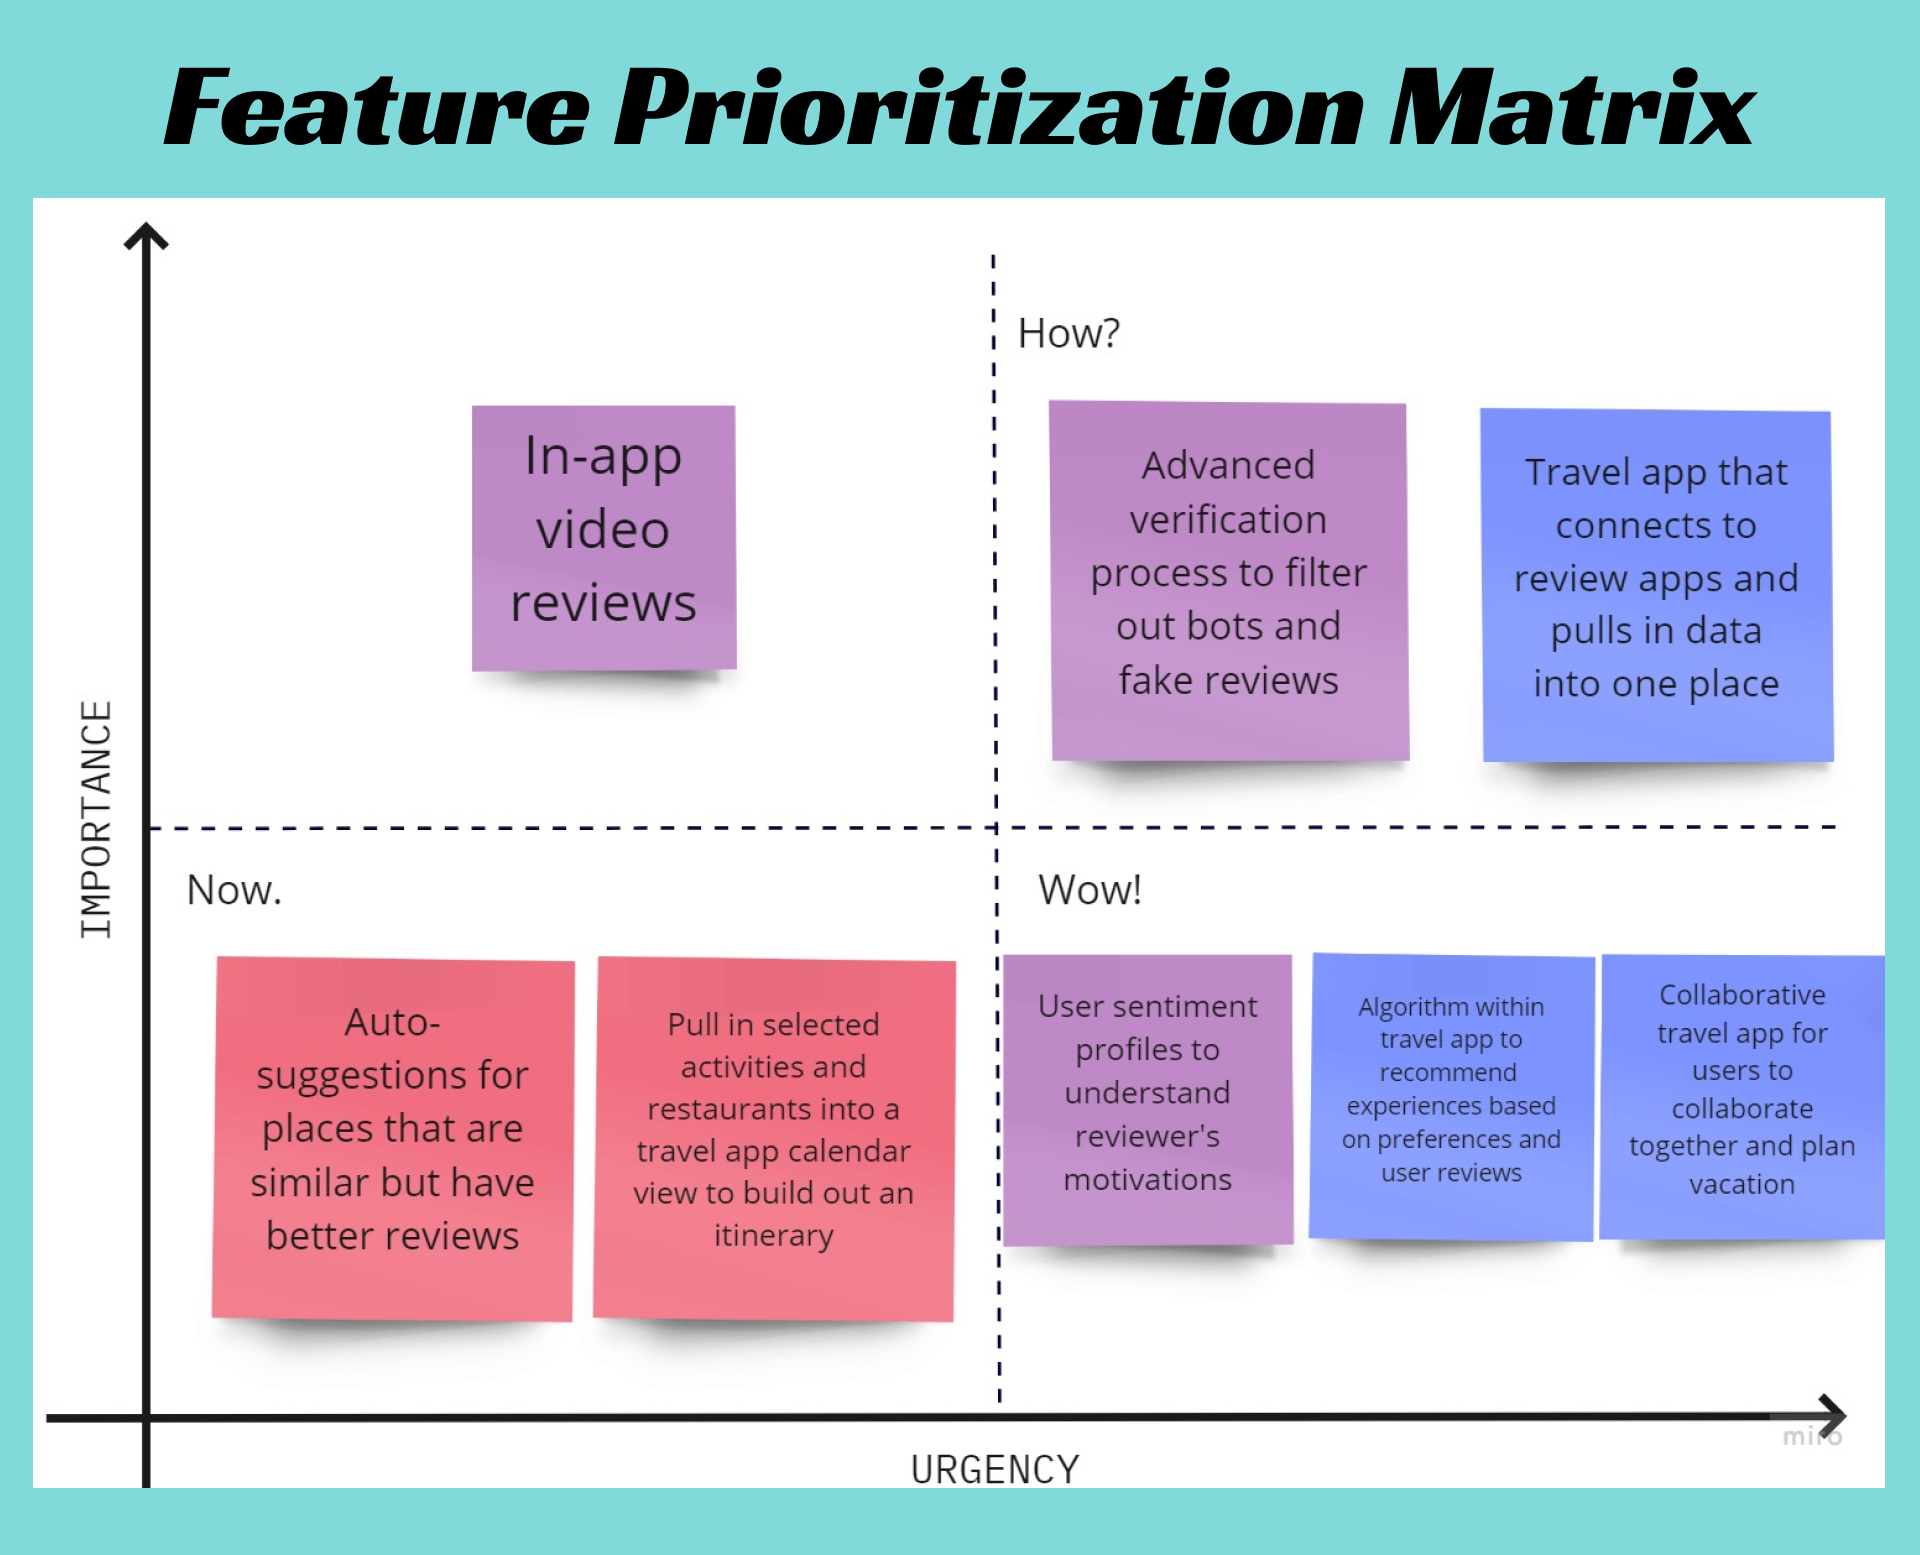 Feature Prioritization Matrix
How?
In-app
video
reviews
Advanced
verification
process to filter
out bots and
fake reviews
Travel app that
connects to
review apps and
pulls in data
into one place
IMPORTANCE
Now.
Wow!
Auto-
suggestions for
places that are
similar but have
better reviews
Pull in selected
activities and
restaurants into a
travel app calendar
view to build out an
itinerary
User sentiment
profiles to
understand
reviewer's
motivations
Algorithm within
travel app to
recommend
experiences based
on preferences and
user reviews
Collaborative
travel app for
users to
collaborate
together and plan
vacation
miro
URGENCY